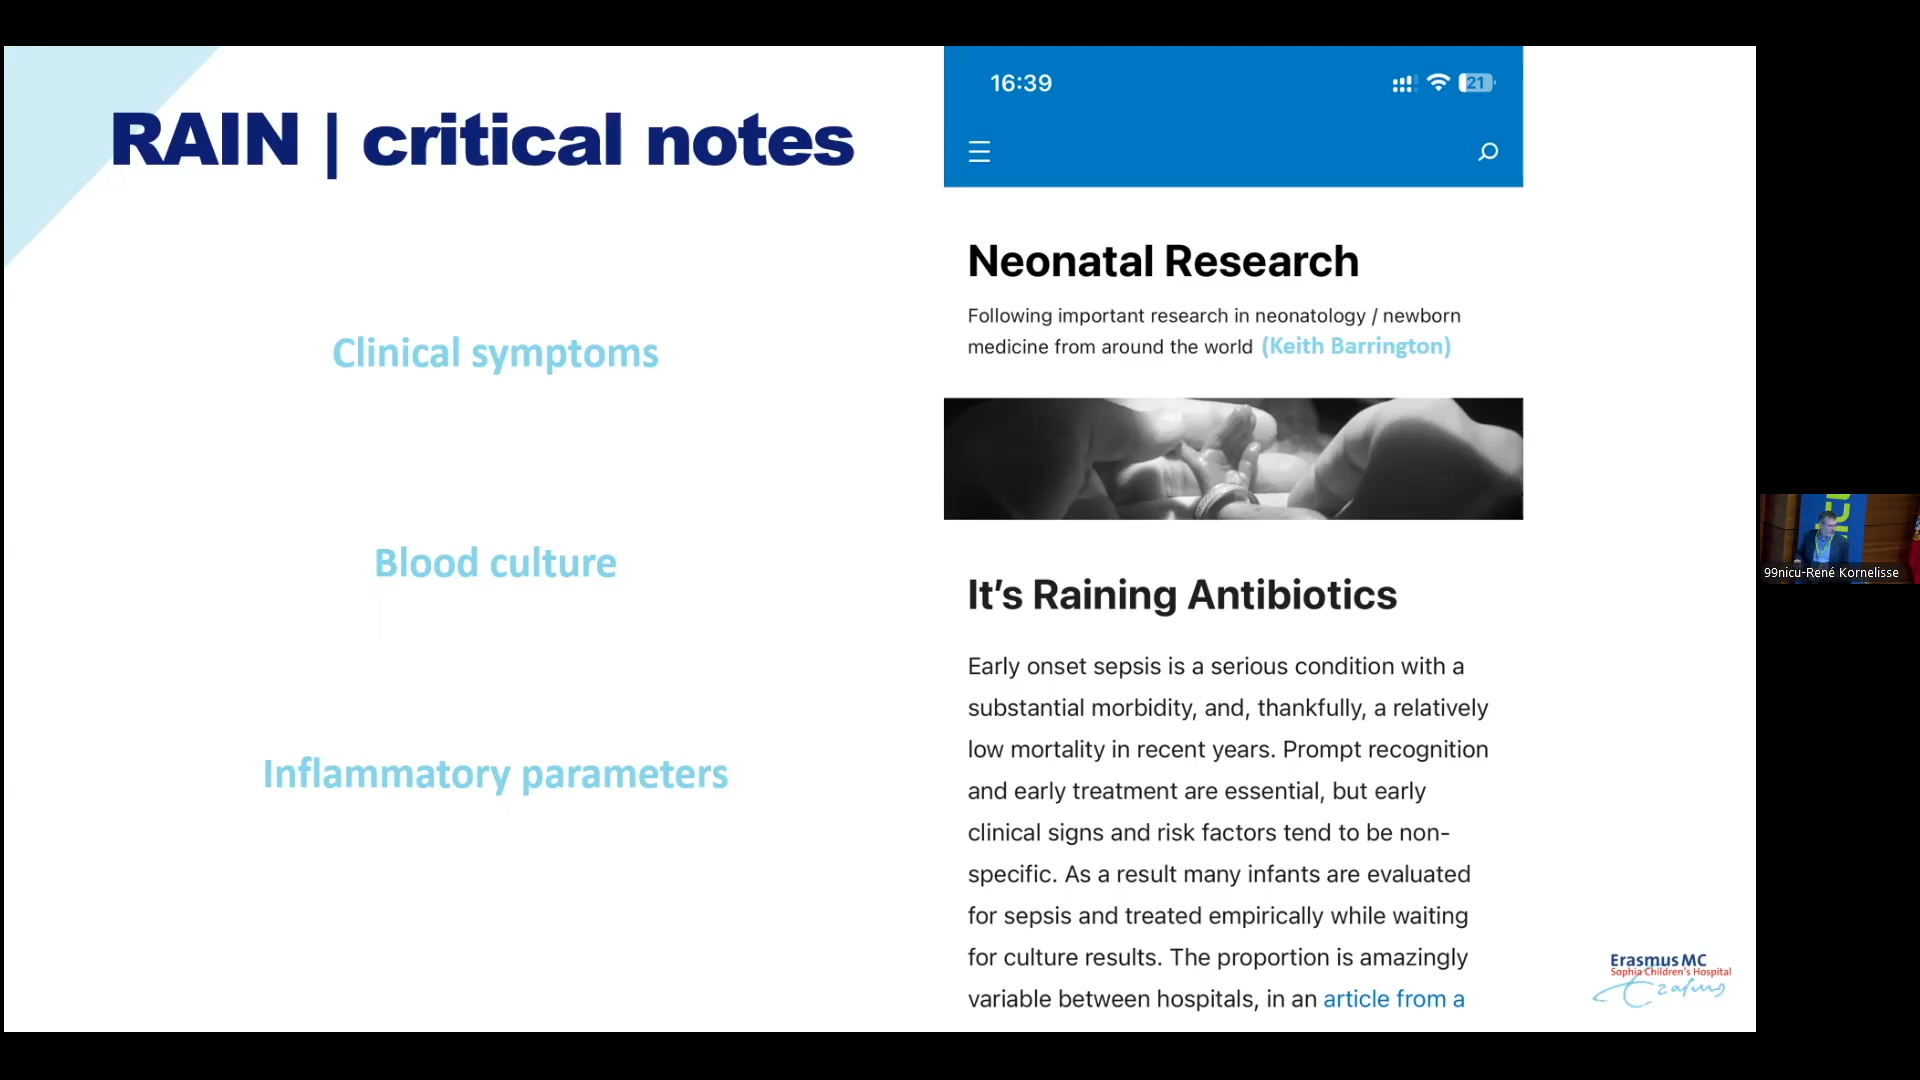 RAIN | critical notes
Clinical symptoms
Blood culture
Inflammatory parameters
16:39
21
Neonatal Research
Following important research in neonatology / newborn
medicine from around the world (Keith Barrington)
It's Raining Antibiotics
Early onset sepsis is a serious condition with a
substantial morbidity, and, thankfully, a relatively
low mortality in recent years. Prompt recognition
and early treatment are essential, but early
clinical signs and risk factors tend to be non-
specific. As a result many infants are evaluated
for sepsis and treated empirically while waiting
for culture results. The proportion is amazingly
variable between hospitals, in an article from a
Erasmus MC
Sophia Children's Hospital
Erasmus
99nicu-René Kornelisse